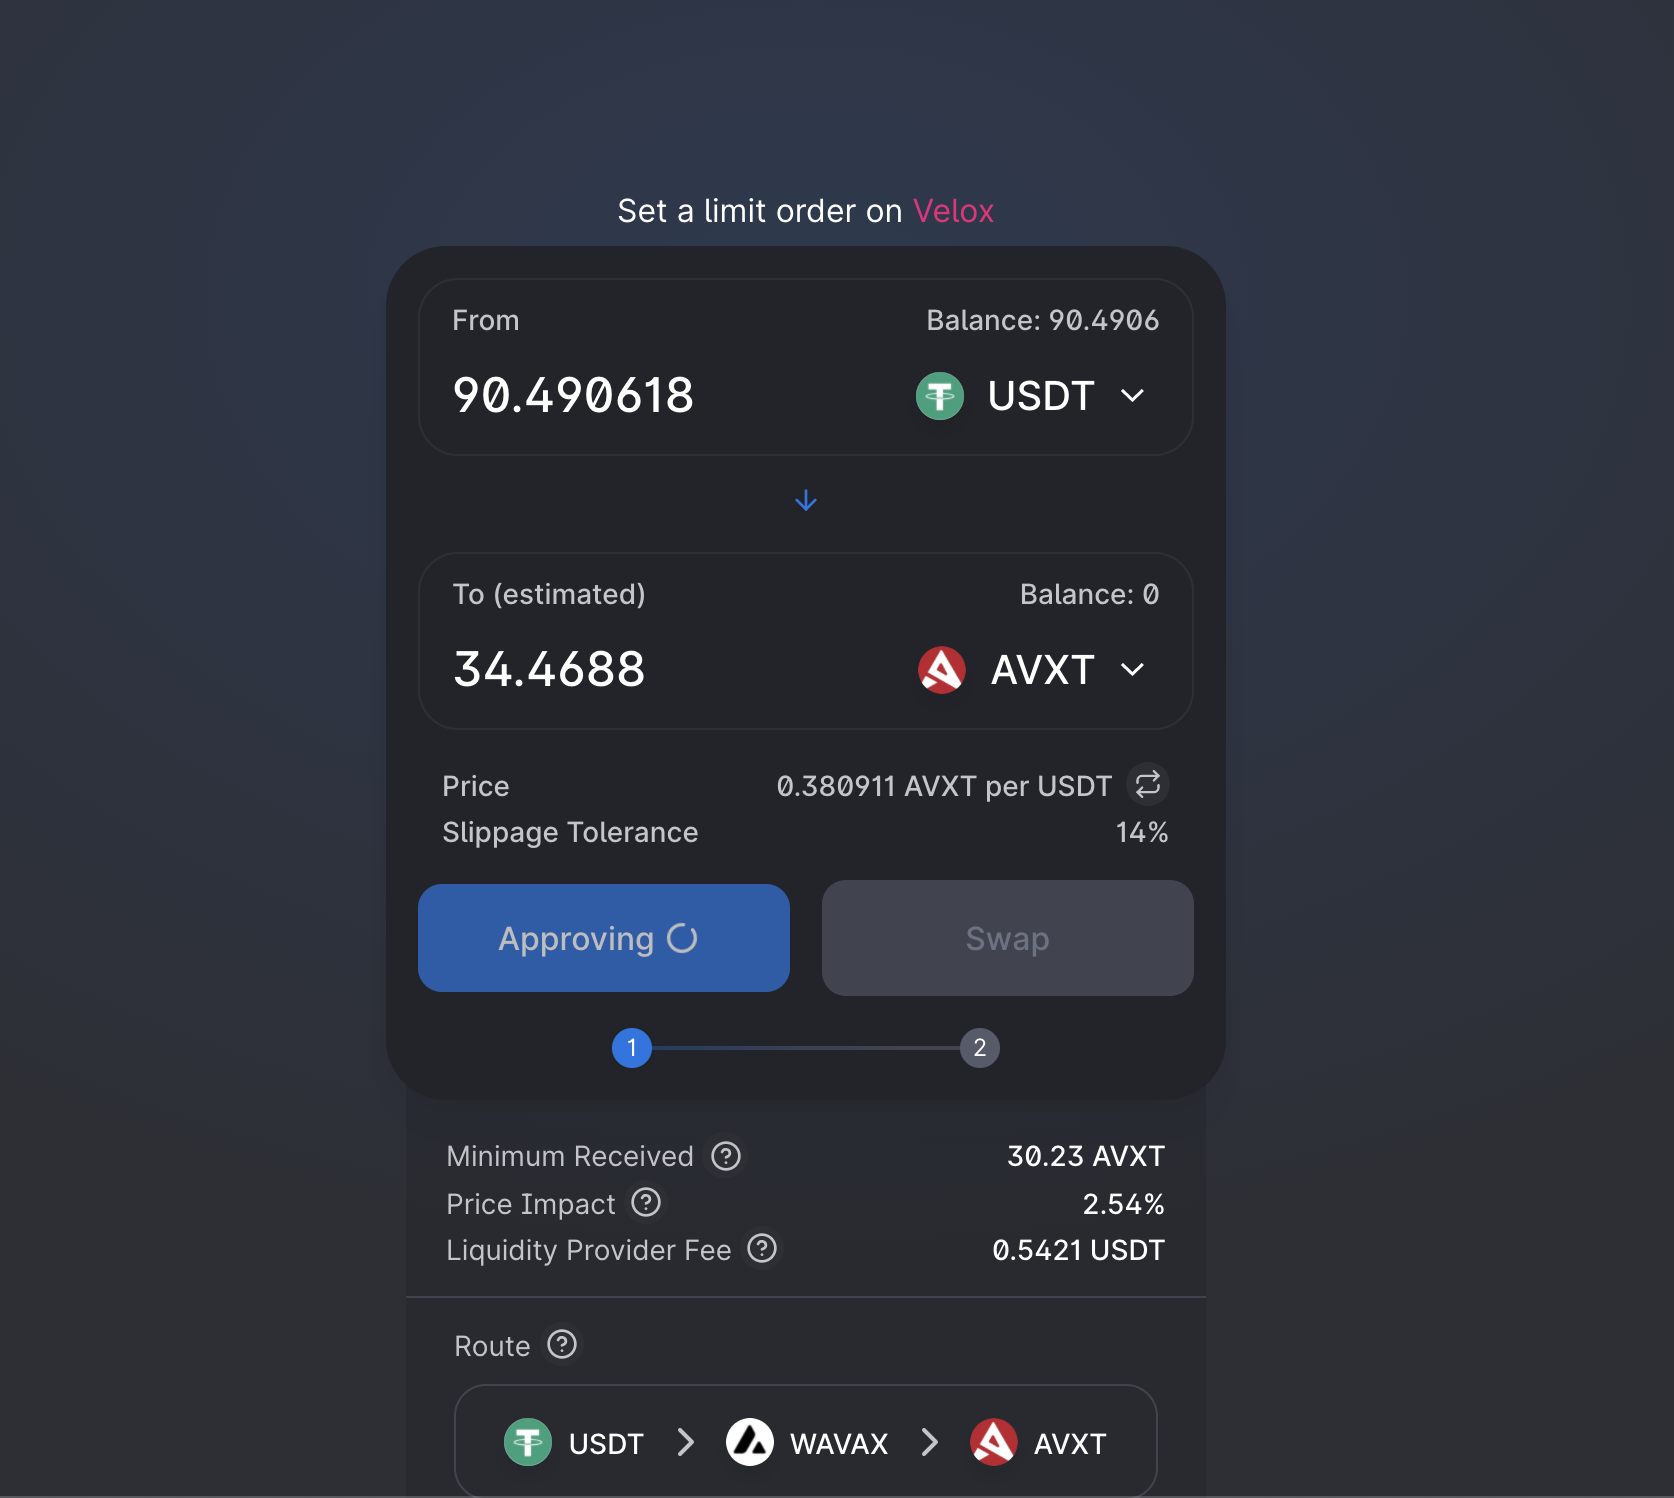 Set a limit order on Velox
From Balance: 90.4906
90.490618 USDT
To (estimated) Balance: 0
34.4688 AVXT
Price 0.380911 AVXT per USDT
Slippage Tolerance 14%
Approving Swap
1 2
Minimum Received ? 30.23 AVXT
Price Impact ? 2.54%
Liquidity Provider Fee ? 0.5421 USDT
Route ?
USDT > WAVAX > AVXT